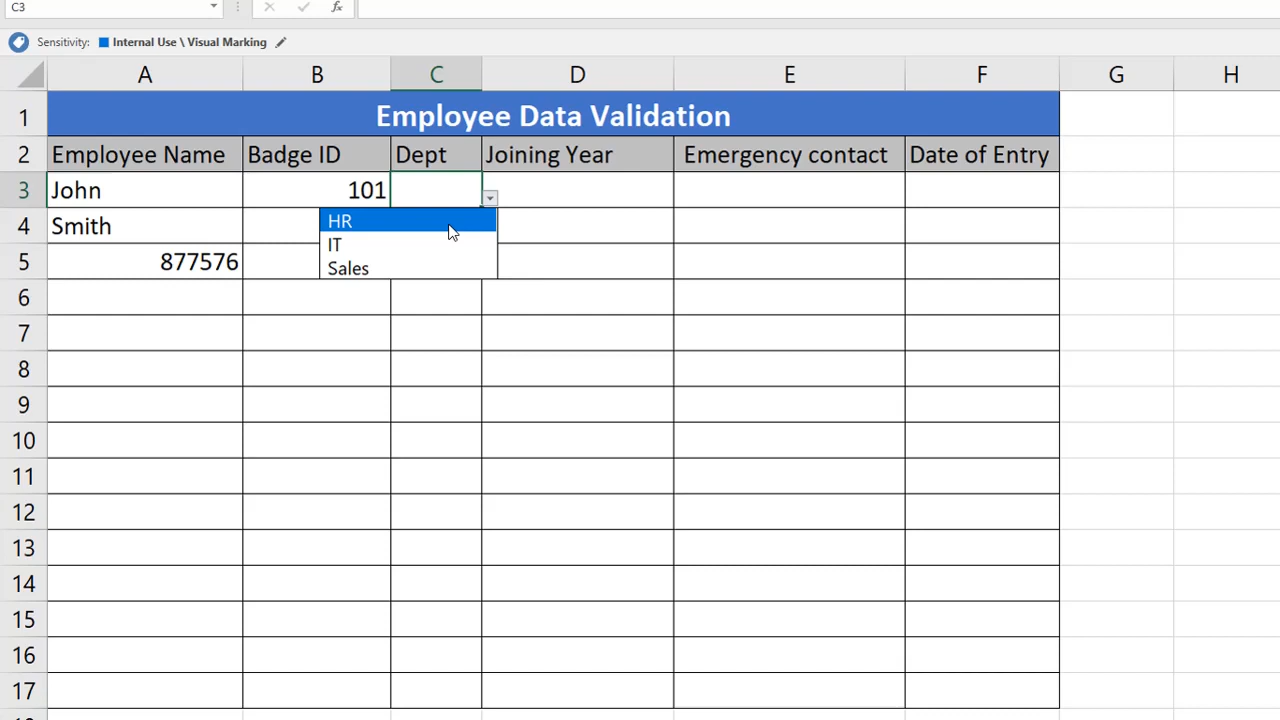 C3 fx
Sensitivity: Internal Use \ Visual Marking
A B C D E F G H
1 Employee Data Validation
2 Employee Name Badge ID Dept Joining Year Emergency contact Date of Entry
3 John 101
4 Smith HR
IT
5 877576 Sales
6
7
8
9
10
11
12
13
14
15
16
17